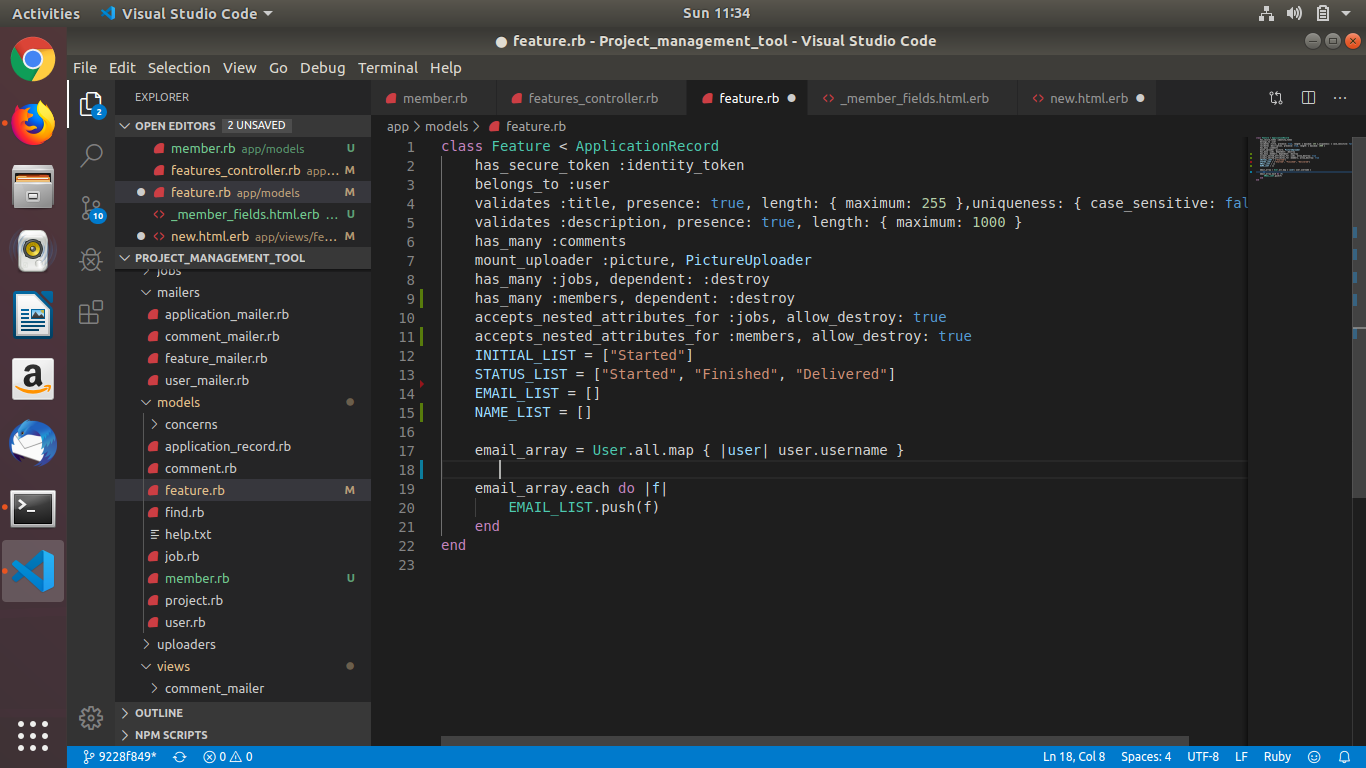 Activities
Visual Studio Code
Sun 11:34
● feature.rb - Project_management_tool - Visual Studio Code
File Edit Selection View Go Debug Terminal Help
2
10
EXPLORER
OPEN EDITORS 2 UNSAVED
member.rb app/models U
features_controller.rb app... M
feature.rb app/models M
_member_fields.html.erb ... U
new.html.erb app/views/fe... M
PROJECT_MANAGEMENT_TOOL
jobs
mailers
application_mailer.rb
comment_mailer.rb
feature_mailer.rb
user_mailer.rb
models
concerns
application_record.rb
comment.rb
feature.rb M
find.rb
help.txt
job.rb
member.rb U
project.rb
user.rb
uploaders
views
comment_mailer
OUTLINE
NPM SCRIPTS
member.rb
features_controller.rb
feature.rb
_member_fields.html.erb
new.html.erb
app > models > feature.rb
1 class Feature < ApplicationRecord
2 has_secure_token :identity_token
3 belongs_to :user
4 validates :title, presence: true, length: { maximum: 255 },uniqueness: { case_sensitive: fal
5 validates :description, presence: true, length: { maximum: 1000 }
6 has_many :comments
7 mount_uploader :picture, PictureUploader
8 has_many :jobs, dependent: :destroy
9 has_many :members, dependent: :destroy
10 accepts_nested_attributes_for :jobs, allow_destroy: true
11 accepts_nested_attributes_for :members, allow_destroy: true
12 INITIAL_LIST = ["Started"]
13 STATUS_LIST = ["Started", "Finished", "Delivered"]
14 EMAIL_LIST = []
15 NAME_LIST = []
16
17 email_array = User.all.map { |user| user.username }
18
19 email_array.each do |f|
20 EMAIL_LIST.push(f)
21 end
22 end
23
9228f849*
0 0
Ln 18, Col 8
Spaces: 4
UTF-8
LF
Ruby